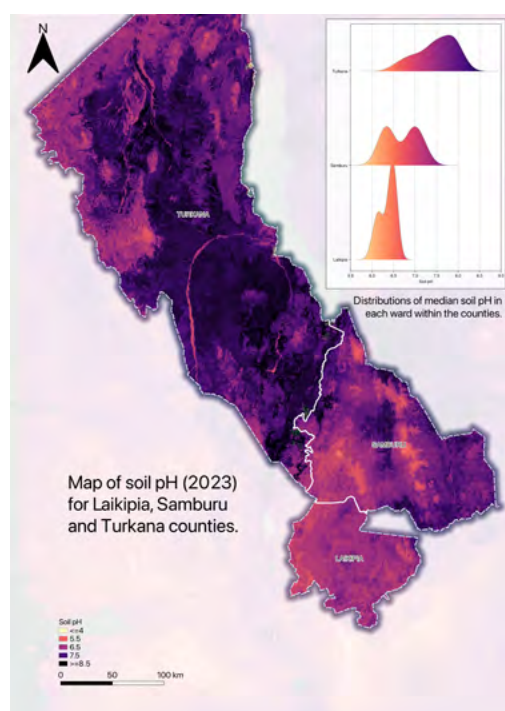 N
Turkana
Samburu
Laikipia
Soil pH
Distributions of median soil pH in
each ward within the counties.
TURKANA
SAMBURU
LAIKIPIA
Map of soil pH (2023)
for Laikipia, Samburu
and Turkana counties.
Soil pH
<=4
5.5
6.5
7.5
>=8.5
0 50 100 km